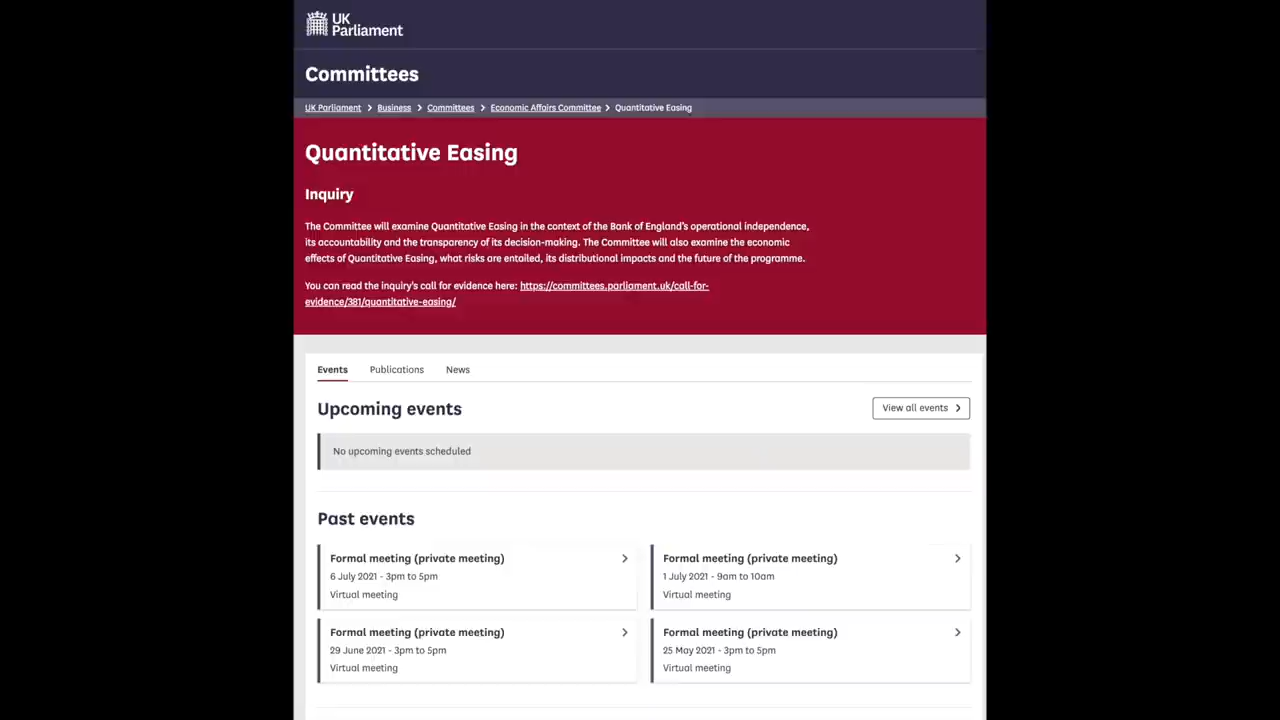 UK
Parliament
Committees
UK Parliament > Business > Committees > Economic Affairs Committee > Quantitative Easing
Quantitative Easing
Inquiry
The Committee will examine Quantitative Easing in the context of the Bank of England's operational independence,
its accountability and the transparency of its decision-making. The Committee will also examine the economic
effects of Quantitative Easing, what risks are entailed, its distributional impacts and the future of the programme.
You can read the inquiry's call for evidence here: https://committees.parliament.uk/call-for-
evidence/381/quantitative-easing/
Events Publications News
Upcoming events
View all events >
No upcoming events scheduled
Past events
Formal meeting (private meeting) >
6 July 2021 - 3pm to 5pm
Virtual meeting
Formal meeting (private meeting) >
1 July 2021 - 9am to 10am
Virtual meeting
Formal meeting (private meeting) >
29 June 2021 - 3pm to 5pm
Virtual meeting
Formal meeting (private meeting) >
25 May 2021 - 3pm to 5pm
Virtual meeting